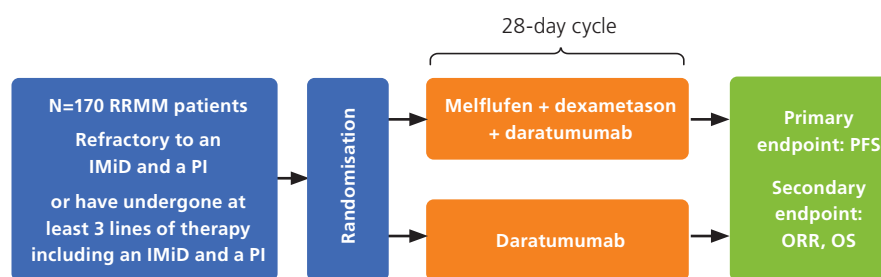 28-day cycle
N=170 RRMM patients
Refractory to an
IMiD and a PI
or have undergone at
least 3 lines of therapy
including an IMiD and a PI
Randomisation
Melflufen + dexametason
+ daratumumab
Daratumumab
Primary
endpoint: PFS
Secondary
endpoint:
ORR, OS